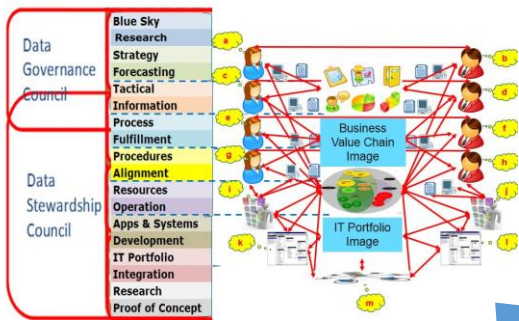 Data
Governance
Council
Data
Stewardship
Council
Blue Sky
Research
Strategy
Forecasting
Tactical
Information
Process
Fulfillment
Procedures
Alignment
Resources
Operation
Apps & Systems
Development
IT Portfolio
Integration
Research
Proof of Concept
a
b
c
d
e
f
Business
Value Chain
Image
g
h
i
j
IT Portfolio
Image
k
l
m